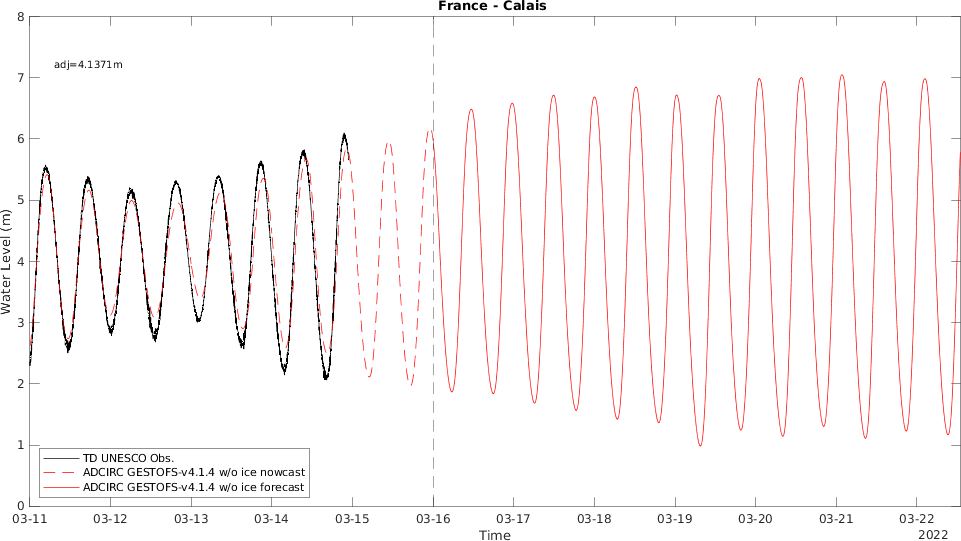 France - Calais
8
adj=4.1371m
7
6
5
4
3
2
1
0
Water Level (m)
TD UNESCO Obs.
ADCIRC GESTOFS-v4.1.4 w/o ice nowcast
ADCIRC GESTOFS-v4.1.4 w/o ice forecast
03-11 03-12 03-13 03-14 03-15 03-16 03-17 03-18 03-19 03-20 03-21 03-22
Time
2022